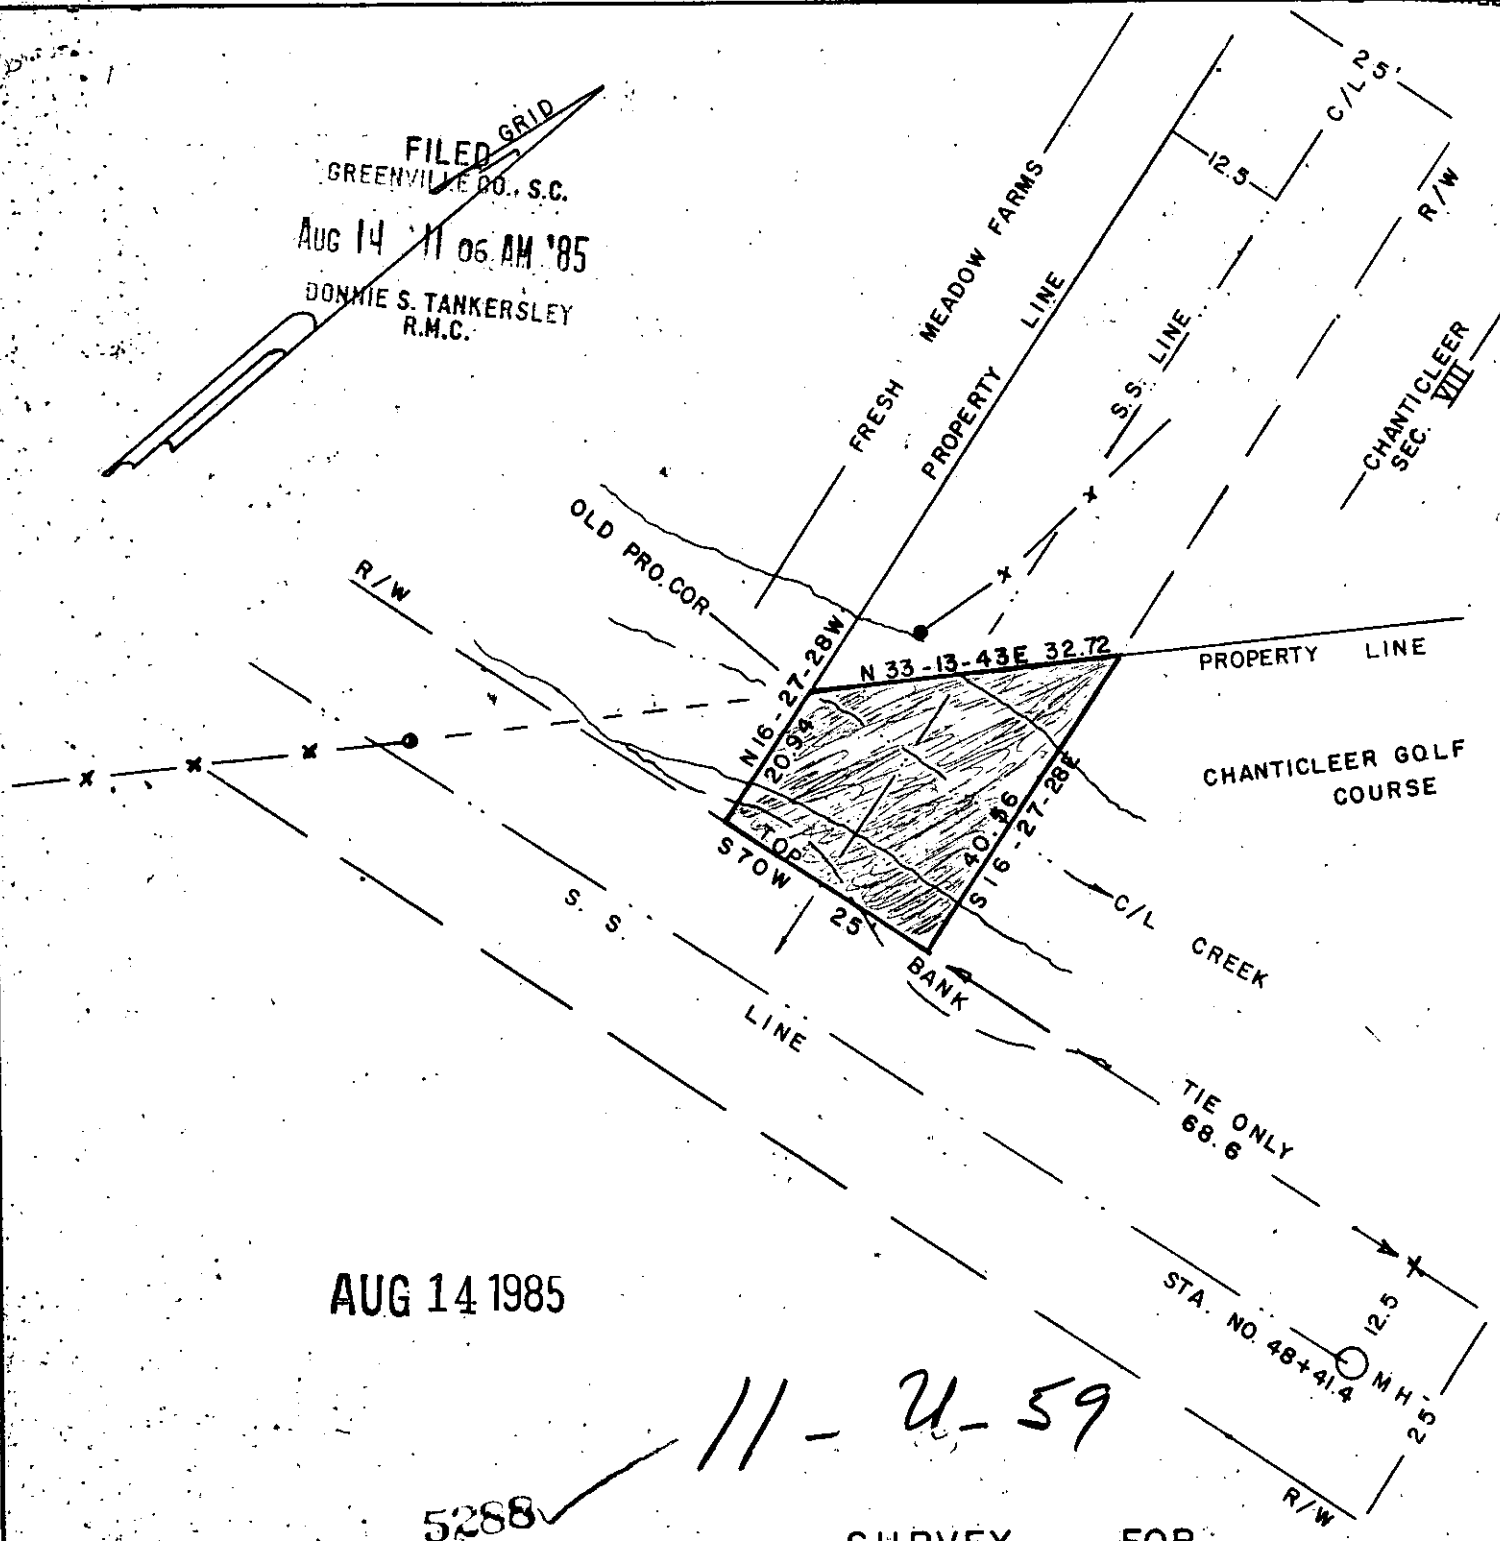 GRID
FILED
GREENVILLE CO., S.C.
AUG 14 11 06 AM '85
DONNIE S. TANKERSLEY
R.M.C.
25'
C/L
12.5
R/W
FRESH MEADOW FARMS
PROPERTY LINE
S.S. LINE
CHANTICLEER
SEC. VIII
OLD PRO. COR
R/W
N 33-13-43E 32.72
PROPERTY LINE
N16-27-28W
20.94
CHANTICLEER GOLF
COURSE
S16-27-28E
TOP
S70W 25'
BANK
C/L CREEK
S. S. LINE
TIE ONLY
68.6
12.5
STA. NO. 48+41.4
MH
25'
R/W
AUG 14 1985
11-U-59
5288
SURVEY FOR